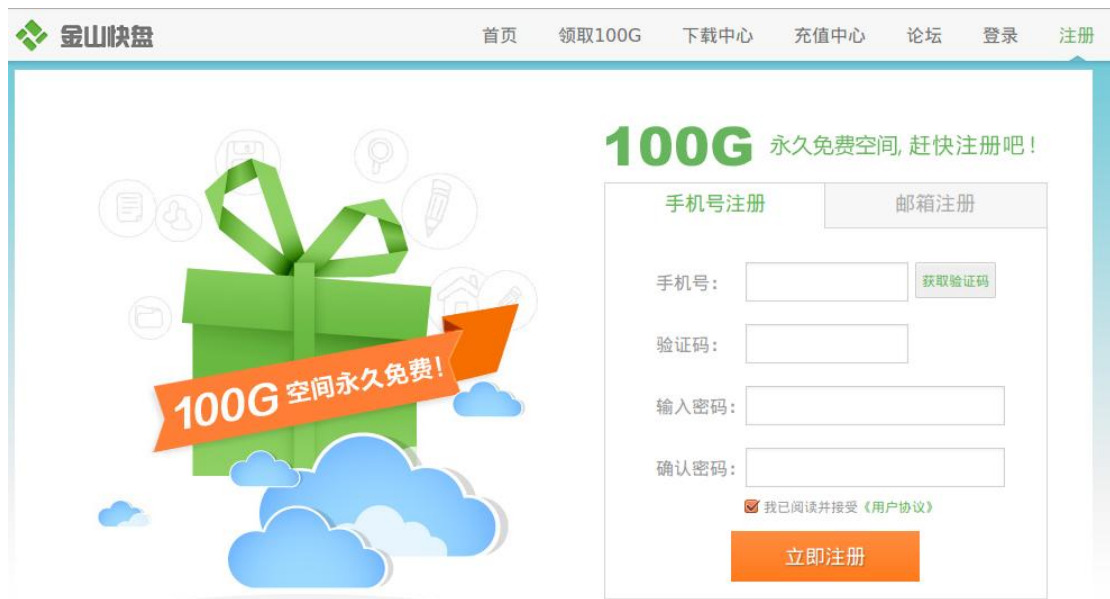 金山快盘
首页 领取100G 下载中心 充值中心 论坛 登录 注册
100G 永久免费空间, 赶快注册吧!
手机号注册 邮箱注册
手机号: 获取验证码
验证码:
输入密码:
确认密码:
我已阅读并接受《用户协议》
立即注册
100G 空间永久免费!